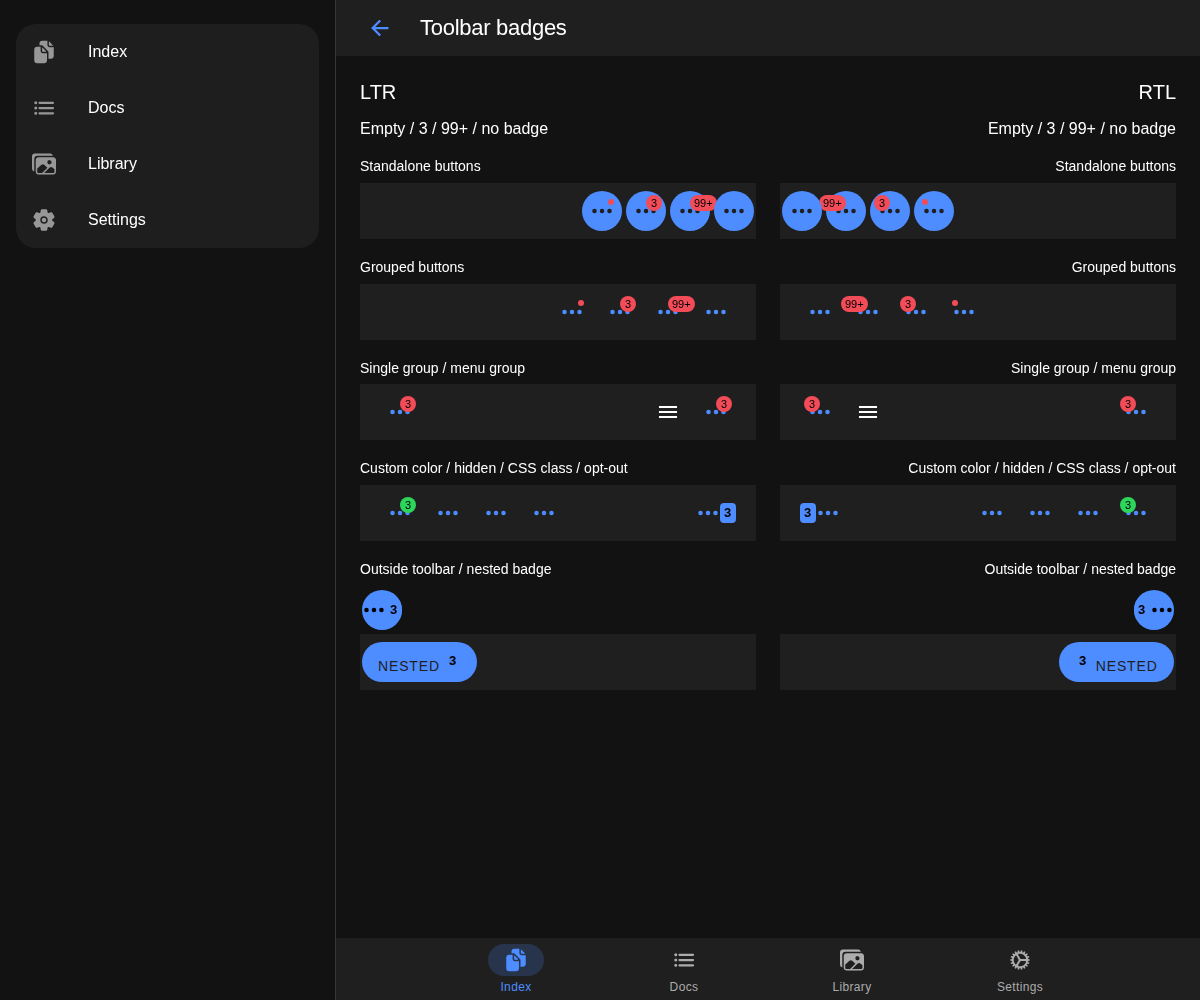 Index
Docs
Library
Settings
Toolbar badges
LTR
RTL
Empty / 3 / 99+ / no badge
Empty / 3 / 99+ / no badge
Standalone buttons
Standalone buttons
3
99+
99+
3
Grouped buttons
Grouped buttons
3
99+
99+
3
Single group / menu group
Single group / menu group
3
3
3
3
Custom color / hidden / CSS class / opt-out
Custom color / hidden / CSS class / opt-out
3
3
3
3
Outside toolbar / nested badge
Outside toolbar / nested badge
3
3
NESTED 3
3 NESTED
Index
Docs
Library
Settings